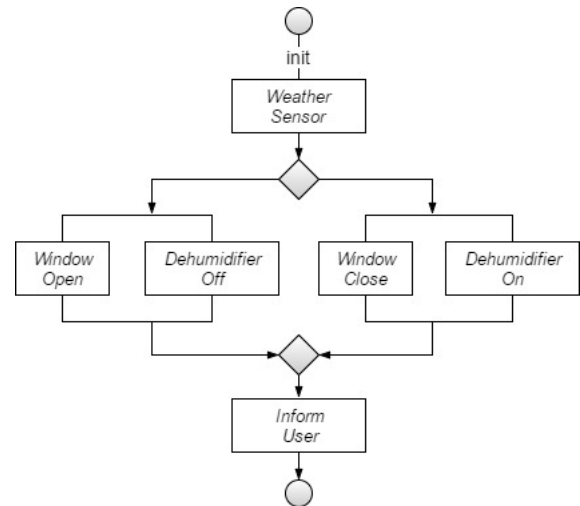 init
Weather
Sensor
Window
Open
Dehumidifier
Off
Window
Close
Dehumidifier
On
Inform
User